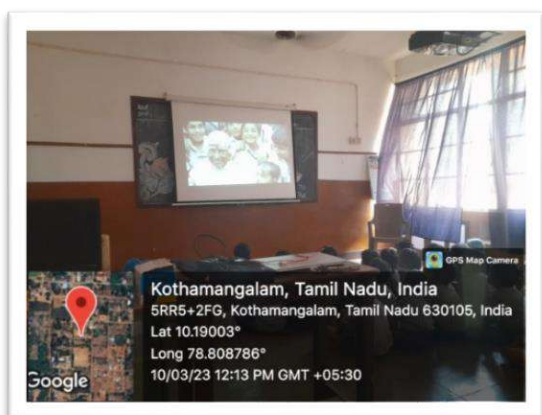 GPS Map Camera
Kothamangalam, Tamil Nadu, India
5RR5+2FG, Kothamangalam, Tamil Nadu 630105, India
Lat 10.19003°
Long 78.808786°
10/03/23 12:13 PM GMT +05:30
Google